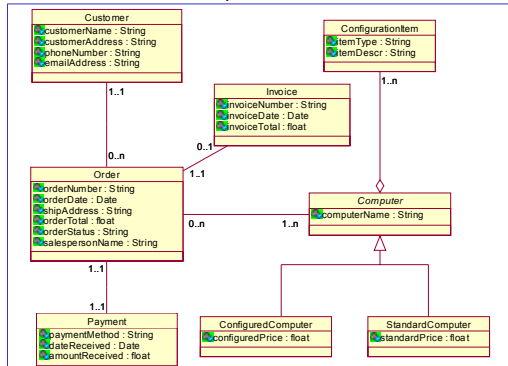 Customer
customerName : String
customerAddress : String
phoneNumber : String
emailAddress : String
1..1
0..n
ConfigurationItem
itemType : String
itemDescr : String
1..n
Invoice
invoiceNumber : String
invoiceDate : Date
invoiceTotal : float
0..1
1..1
Order
orderNumber : String
orderDate : Date
shipAddress : String
orderTotal : float
orderStatus : String
salespersonName : String
0..n
1..n
Computer
computerName : String
1..1
1..1
Payment
paymentMethod : String
dateReceived : Date
amountReceived : float
ConfiguredComputer
configuredPrice : float
StandardComputer
standardPrice : float